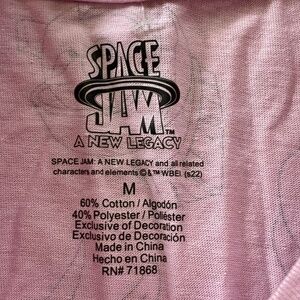 SPACE
JAM™
A NEW LEGACY
SPACE JAM: A NEW LEGACY and all related
characters and elements © & ™ WBEI. (s22)
M
60% Cotton / Algodón
40% Polyester / Poliéster
Exclusive of Decoration
Exclusivo de Decoración
Made in China
Hecho en China
RN# 71868